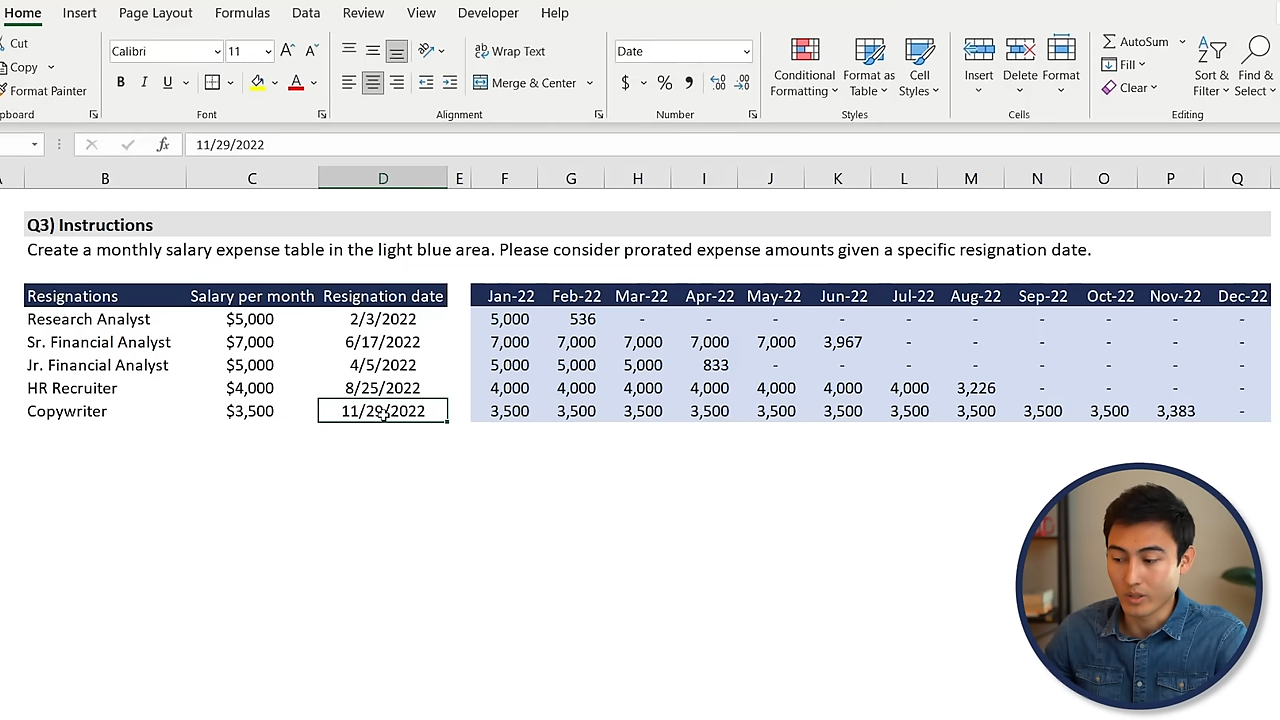 Home Insert Page Layout Formulas Data Review View Developer Help
Cut
Copy
Format Painter
Calibri 11 A A
B I U A
ab Wrap Text
Merge & Center
Date
$ % , .00
Conditional Formatting
Format as Table
Cell Styles
Insert Delete Format
AutoSum
Fill
Clear
Sort & Filter
Find & Select
pboard Font Alignment Number Styles Cells Editing
fx 11/29/2022
A B C D E F G H I J K L M N O P Q
Q3) Instructions
Create a monthly salary expense table in the light blue area. Please consider prorated expense amounts given a specific resignation date.
Resignations Salary per month Resignation date Jan-22 Feb-22 Mar-22 Apr-22 May-22 Jun-22 Jul-22 Aug-22 Sep-22 Oct-22 Nov-22 Dec-22
Research Analyst $5,000 2/3/2022 5,000 536 - - - - - - - - - -
Sr. Financial Analyst $7,000 6/17/2022 7,000 7,000 7,000 7,000 7,000 3,967 - - - - - -
Jr. Financial Analyst $5,000 4/5/2022 5,000 5,000 5,000 833 - - - - - - - -
HR Recruiter $4,000 8/25/2022 4,000 4,000 4,000 4,000 4,000 4,000 4,000 3,226 - - - -
Copywriter $3,500 11/29/2022 3,500 3,500 3,500 3,500 3,500 3,500 3,500 3,500 3,500 3,500 3,383 -